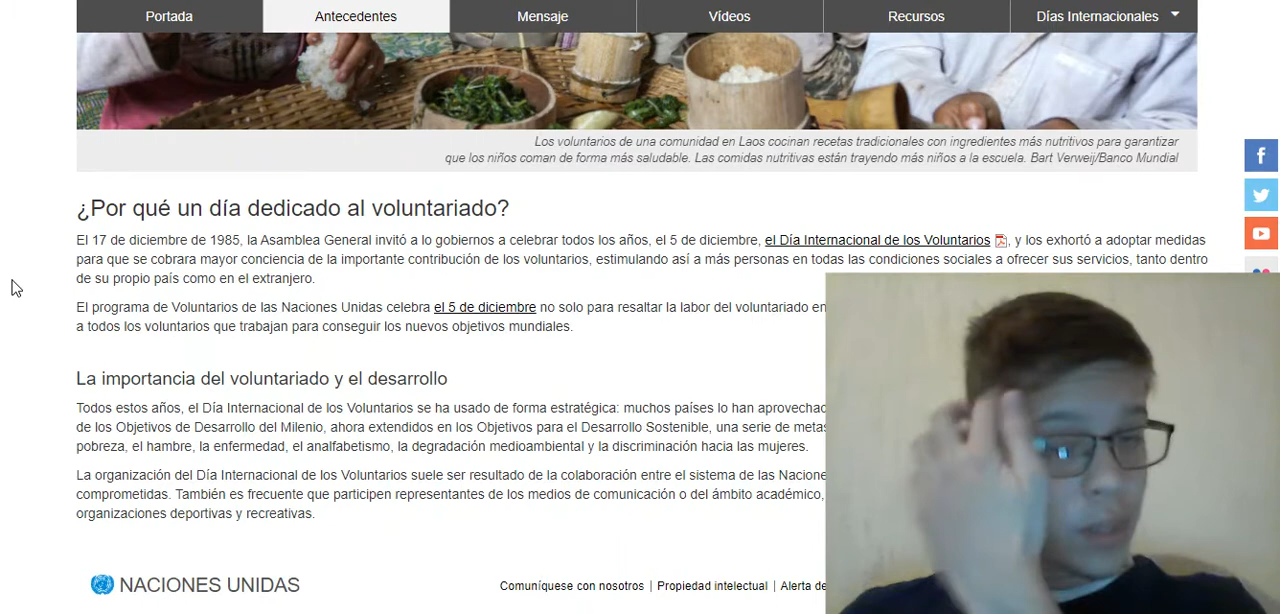 Portada
Antecedentes
Mensaje
Vídeos
Recursos
Días Internacionales
Los voluntarios de una comunidad en Laos cocinan recetas tradicionales con ingredientes más nutritivos para garantizar
que los niños coman de forma más saludable. Las comidas nutritivas están trayendo más niños a la escuela. Bart Verweij/Banco Mundial
¿Por qué un día dedicado al voluntariado?
El 17 de diciembre de 1985, la Asamblea General invitó a lo gobiernos a celebrar todos los años, el 5 de diciembre, el Día Internacional de los Voluntarios , y los exhortó a adoptar medidas
para que se cobrara mayor conciencia de la importante contribución de los voluntarios, estimulando así a más personas en todas las condiciones sociales a ofrecer sus servicios, tanto dentro
de su propio país como en el extranjero.
El programa de Voluntarios de las Naciones Unidas celebra el 5 de diciembre no solo para resaltar la labor del voluntariado en
a todos los voluntarios que trabajan para conseguir los nuevos objetivos mundiales.
La importancia del voluntariado y el desarrollo
Todos estos años, el Día Internacional de los Voluntarios se ha usado de forma estratégica: muchos países lo han aprovechad
de los Objetivos de Desarrollo del Milenio, ahora extendidos en los Objetivos para el Desarrollo Sostenible, una serie de metas
pobreza, el hambre, la enfermedad, el analfabetismo, la degradación medioambiental y la discriminación hacia las mujeres.
La organización del Día Internacional de los Voluntarios suele ser resultado de la colaboración entre el sistema de las Nacione
comprometidas. También es frecuente que participen representantes de los medios de comunicación o del ámbito académico,
organizaciones deportivas y recreativas.
NACIONES UNIDAS
Comuníquese con nosotros | Propiedad intelectual | Alerta de